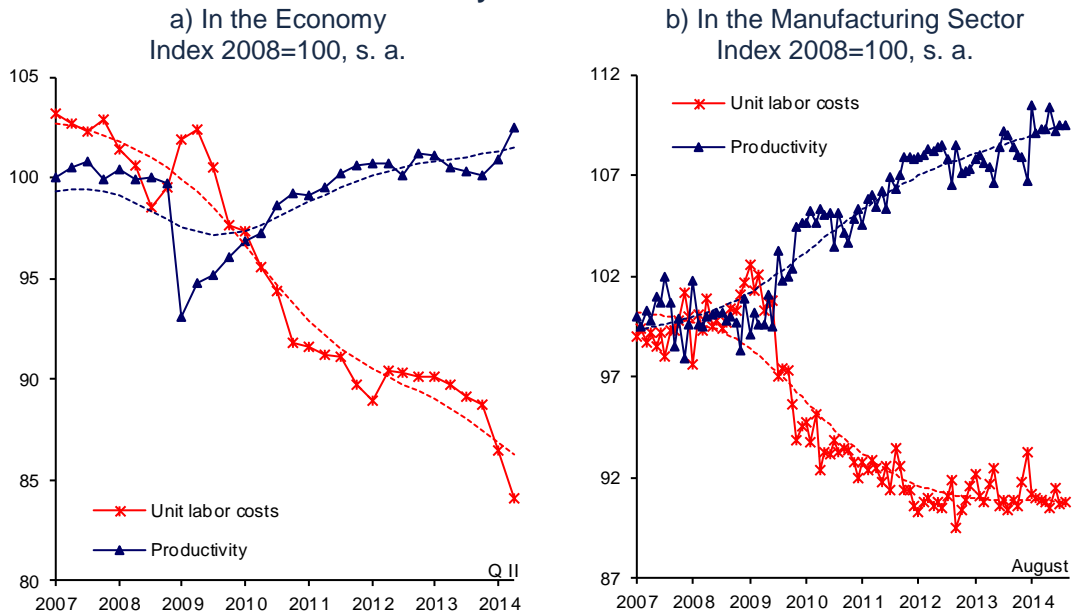 a) In the Economy
Index 2008=100, s. a.
105
100
95
90
85
80
Unit labor costs
Productivity
Q II
2007 2008 2009 2010 2011 2012 2013 2014
b) In the Manufacturing Sector
Index 2008=100, s. a.
112
107
102
97
92
87
Unit labor costs
Productivity
August
2007 2008 2009 2010 2011 2012 2013 2014